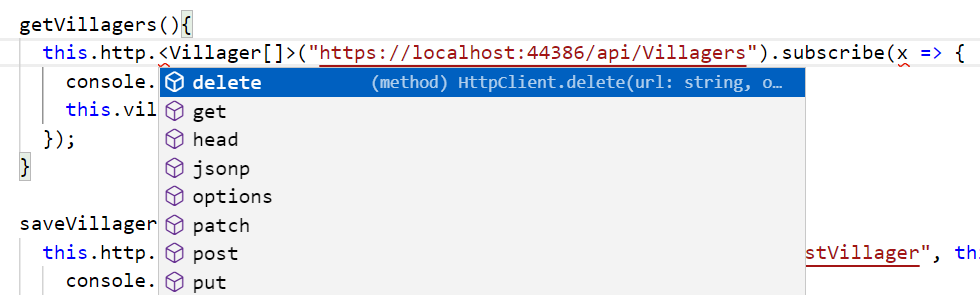 getVillagers(){
this.http.<Villager[]>("https://localhost:44386/api/Villagers").subscribe(x => {
console.
delete (method) HttpClient.delete(url: string, o…
this.vil
get
});
head
}
jsonp
options
saveVillager
patch
this.http.
post
stVillager", thi
console.
put